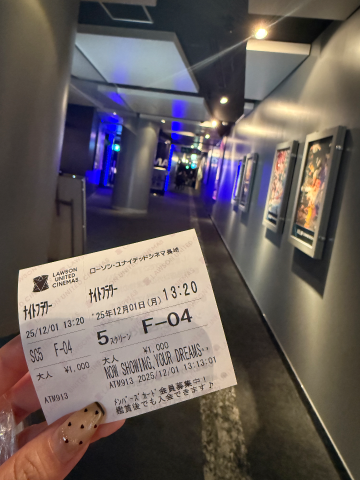 LAWSON
UNITED
CINEMAS
ローソン・ユナイテッドシネマ
ナイトフラワー
25/12/01 13:20
S05 F-04
大人 ¥1,000
ATM913
ナイトフラワー
'25年12月01日(月) 13:20
5 スクリーン F-04
大人 ¥1,000
NOW SHOWING,YOUR DREAMS・・
ATM913 2025/12/01 13:13:01
メンバーズカード会員募集中!
鑑賞後でも入会できます♪